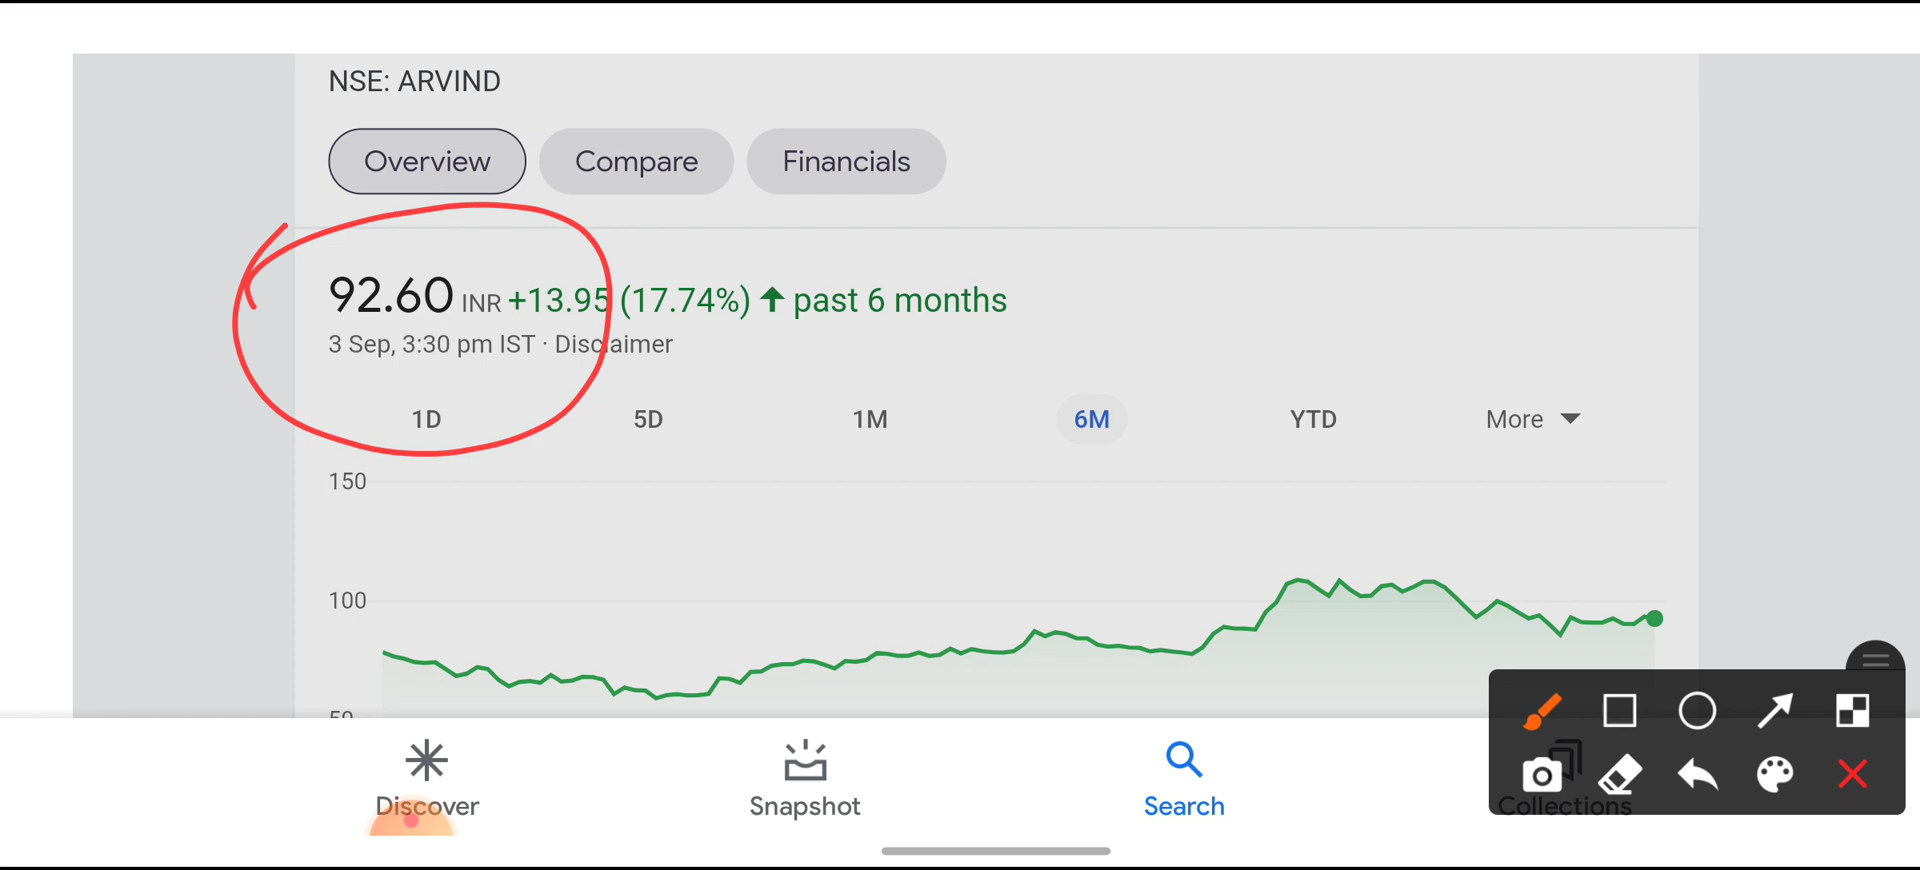 NSE: ARVIND
Overview Compare Financials
92.60 INR +13.95 (17.74%) ↑ past 6 months
3 Sep, 3:30 pm IST · Disclaimer
1D 5D 1M 6M YTD More
150
100
50
Discover Snapshot Search Collections